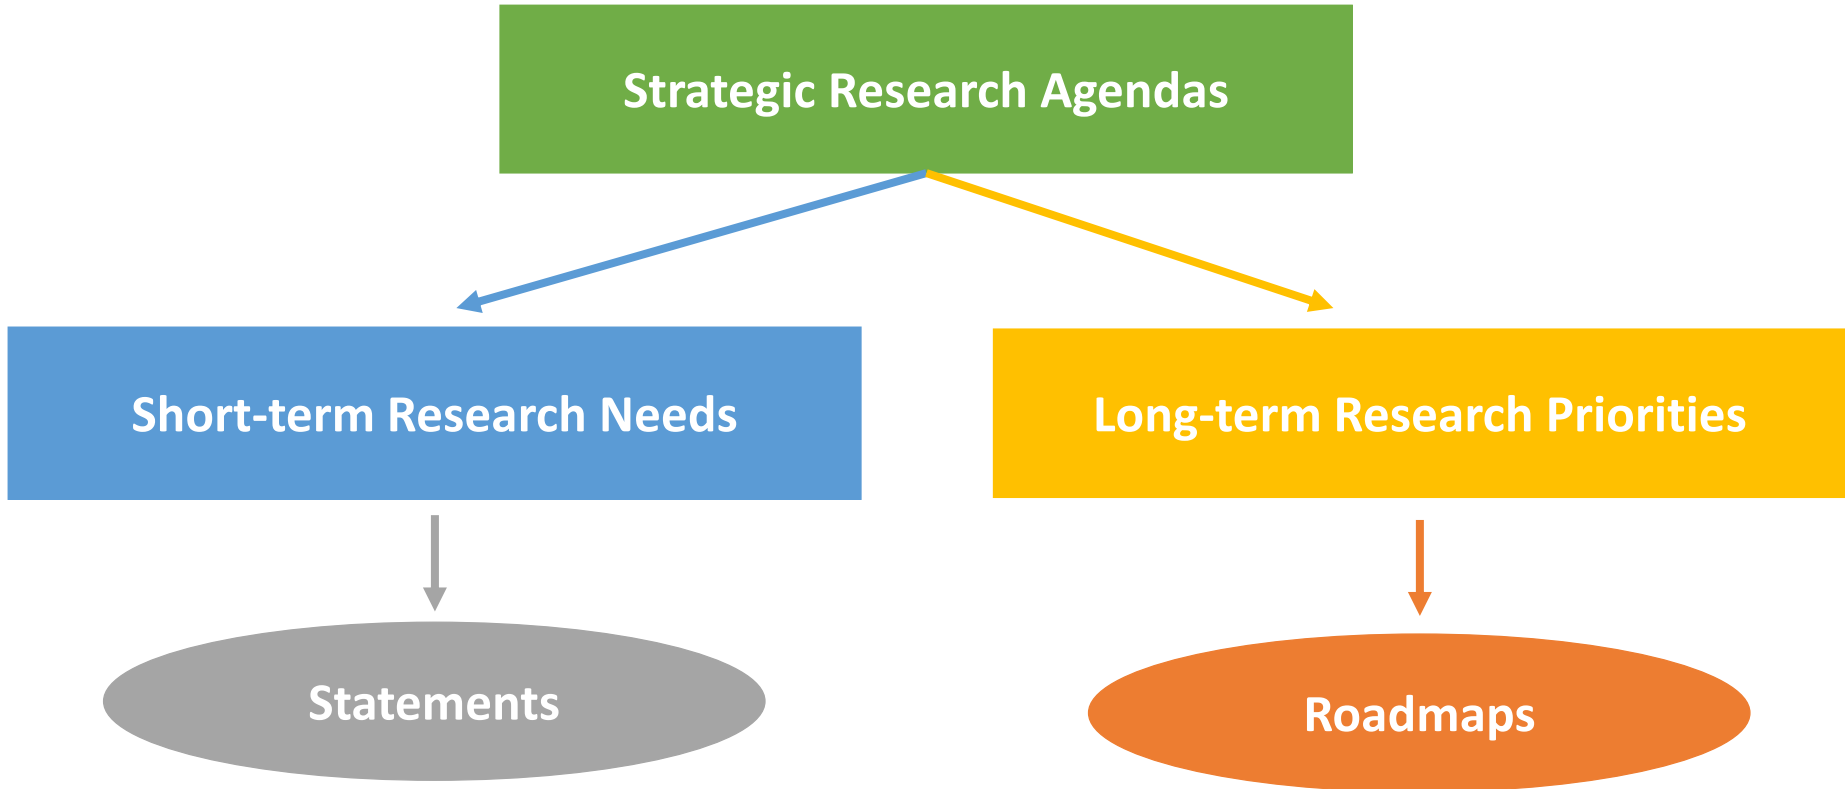 Strategic Research Agendas
Short-term Research Needs
Long-term Research Priorities
Statements
Roadmaps